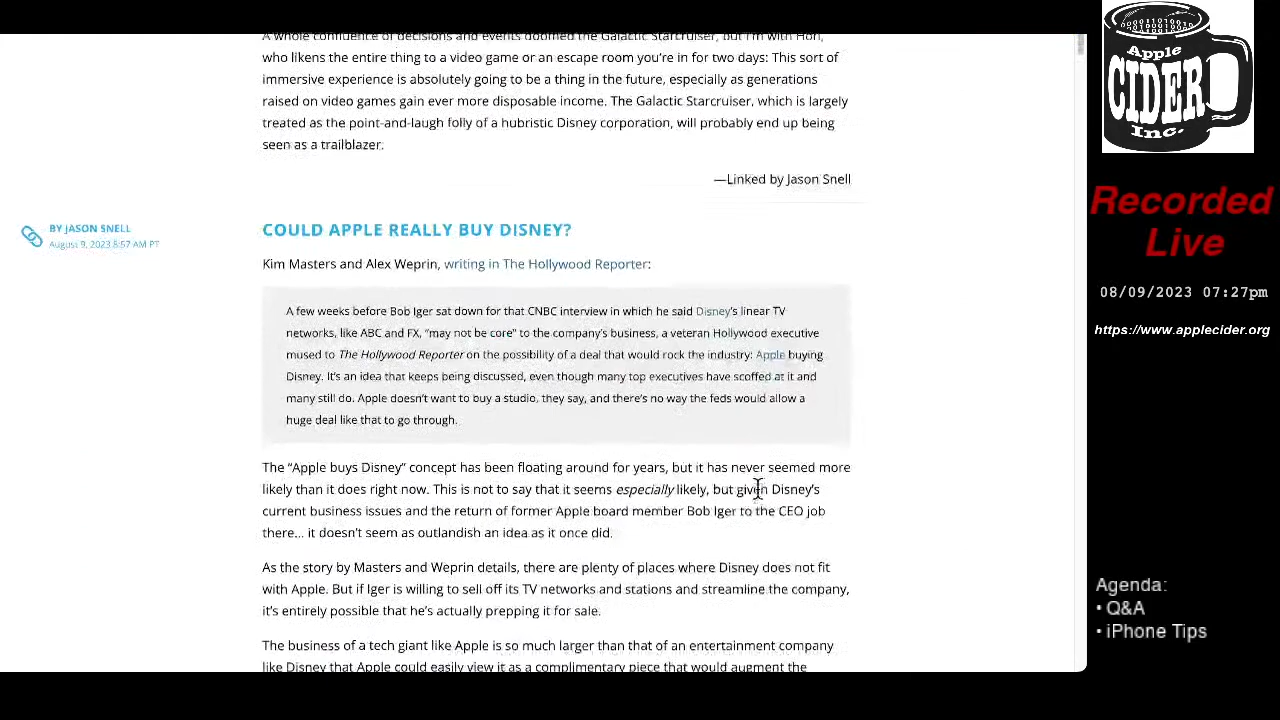 A whole confluence of decisions and events doomed the Galactic Starcruiser, but I'm with Hon,
who likens the entire thing to a video game or an escape room you're in for two days: This sort of
immersive experience is absolutely going to be a thing in the future, especially as generations
raised on video games gain ever more disposable income. The Galactic Starcruiser, which is largely
treated as the point-and-laugh folly of a hubristic Disney corporation, will probably end up being
seen as a trailblazer.
—Linked by Jason Snell
BY JASON SNELL
August 9, 2023 8:57 AM PT
COULD APPLE REALLY BUY DISNEY?
Kim Masters and Alex Weprin, writing in The Hollywood Reporter:
A few weeks before Bob Iger sat down for that CNBC interview in which he said Disney's linear TV
networks, like ABC and FX, “may not be core” to the company's business, a veteran Hollywood executive
mused to The Hollywood Reporter on the possibility of a deal that would rock the industry: Apple buying
Disney. It's an idea that keeps being discussed, even though many top executives have scoffed at it and
many still do. Apple doesn't want to buy a studio, they say, and there's no way the feds would allow a
huge deal like that to go through.
The “Apple buys Disney” concept has been floating around for years, but it has never seemed more
likely than it does right now. This is not to say that it seems especially likely, but given Disney's
current business issues and the return of former Apple board member Bob Iger to the CEO job
there... it doesn't seem as outlandish an idea as it once did.
As the story by Masters and Weprin details, there are plenty of places where Disney does not fit
with Apple. But if Iger is willing to sell off its TV networks and stations and streamline the company,
it's entirely possible that he's actually prepping it for sale.
The business of a tech giant like Apple is so much larger than that of an entertainment company
like Disney that Apple could easily view it as a complimentary piece that would augment the
Apple
CIDER
Inc.
Recorded
Live
08/09/2023 07:27pm
https://www.applecider.org
Agenda:
• Q&A
• iPhone Tips